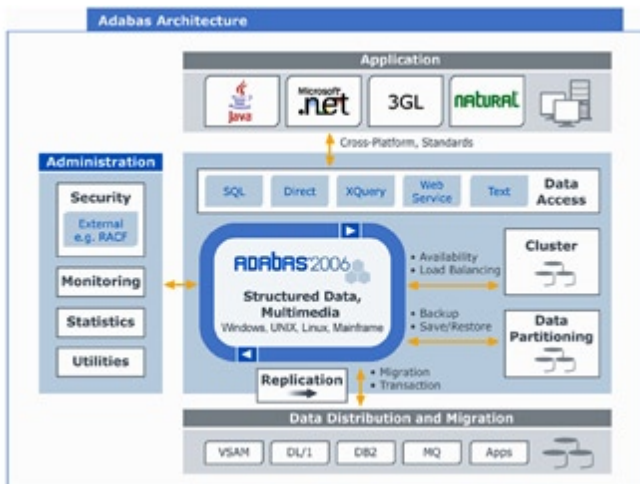 Adabas Architecture
Application
Java
Microsoft
.net
3GL
NATURAL
Cross-Platform, Standards
Administration
Security
External
e.g. RACF
Monitoring
Statistics
Utilities
SQL
Direct
XQuery
Web
Service
Text
Data
Access
ADABAS 2006
Structured Data,
Multimedia
Windows, UNIX, Linux, Mainframe
• Availability
• Load Balancing
Cluster
• Backup
• Save/Restore
Data
Partitioning
Replication
• Migration
• Transaction
Data Distribution and Migration
VSAM
DL/1
DB2
MQ
Apps